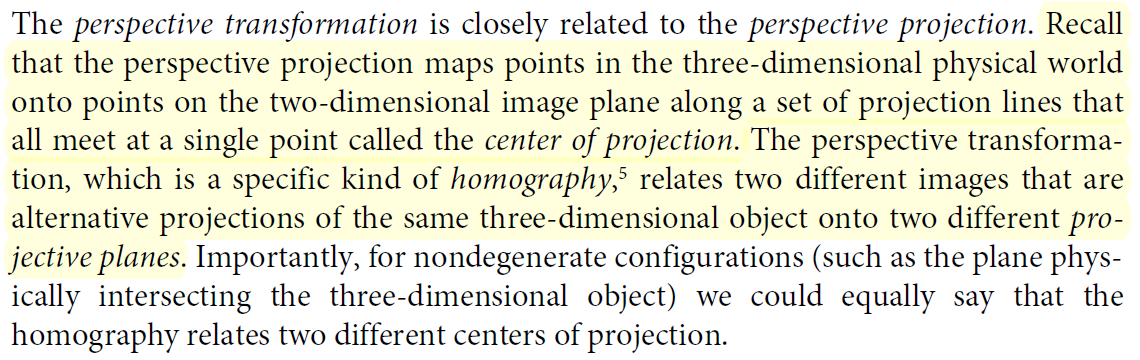 The perspective transformation is closely related to the perspective projection. Recall
that the perspective projection maps points in the three-dimensional physical world
onto points on the two-dimensional image plane along a set of projection lines that
all meet at a single point called the center of projection. The perspective transforma-
tion, which is a specific kind of homography,⁵ relates two different images that are
alternative projections of the same three-dimensional object onto two different pro-
jective planes. Importantly, for nondegenerate configurations (such as the plane phys-
ically intersecting the three-dimensional object) we could equally say that the
homography relates two different centers of projection.